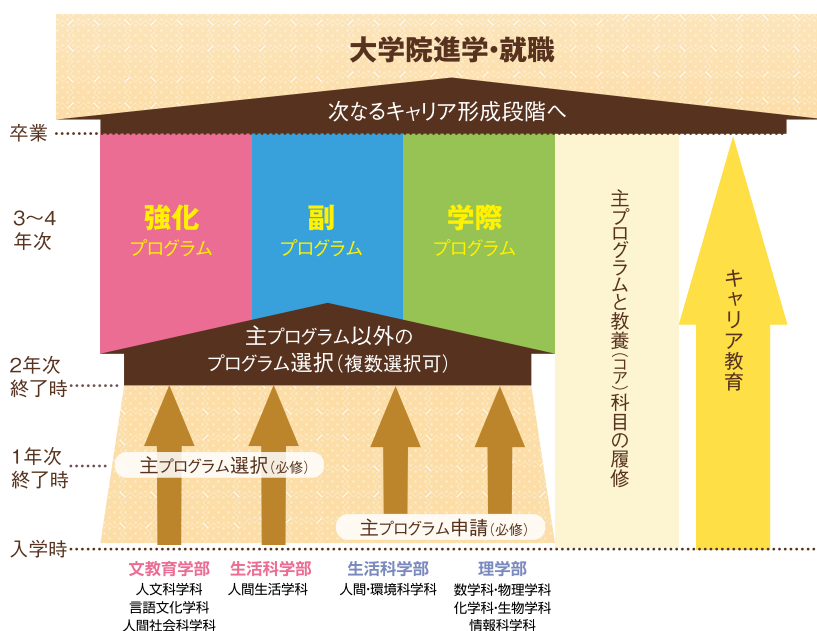 大学院進学・就職
次なるキャリア形成段階へ
卒業
3〜4
年次
強化
プログラム
副
プログラム
学際
プログラム
主プログラムと教養(コア)科目の履修
キャリア教育
主プログラム以外の
プログラム選択(複数選択可)
2年次
終了時
1年次
終了時
主プログラム選択(必修)
主プログラム申請(必修)
入学時
文教育学部
人文科学科
言語文化学科
人間社会科学科
生活科学部
人間生活学科
生活科学部
人間・環境科学科
理学部
数学科・物理学科
化学科・生物学科
情報科学科